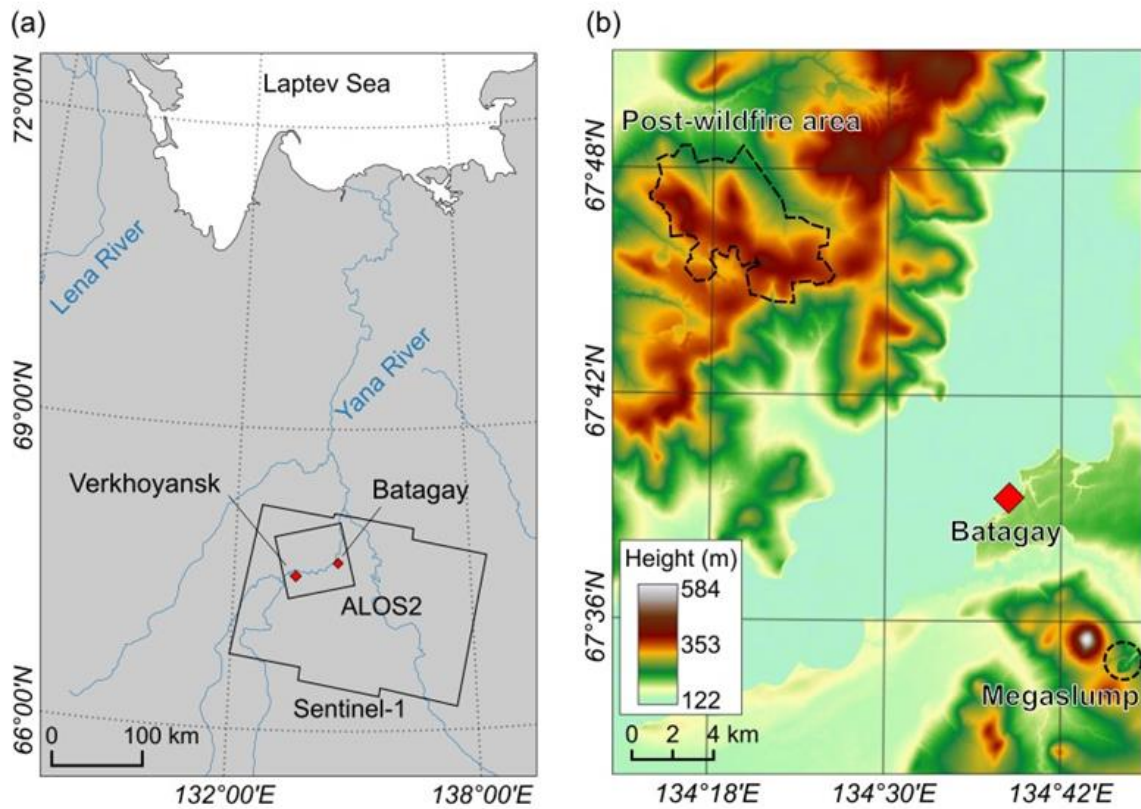 (a)
Laptev Sea
72°00'N
Lena River
Yana River
69°00'N
Verkhoyansk
Batagay
ALOS2
Sentinel-1
66°00'N
0 100 km
132°00'E 138°00'E
(b)
Post-wildfire area
67°48'N
67°42'N
Batagay
Height (m)
584
353
122
67°36'N
Megaslump
0 2 4 km
134°18'E 134°30'E 134°42'E